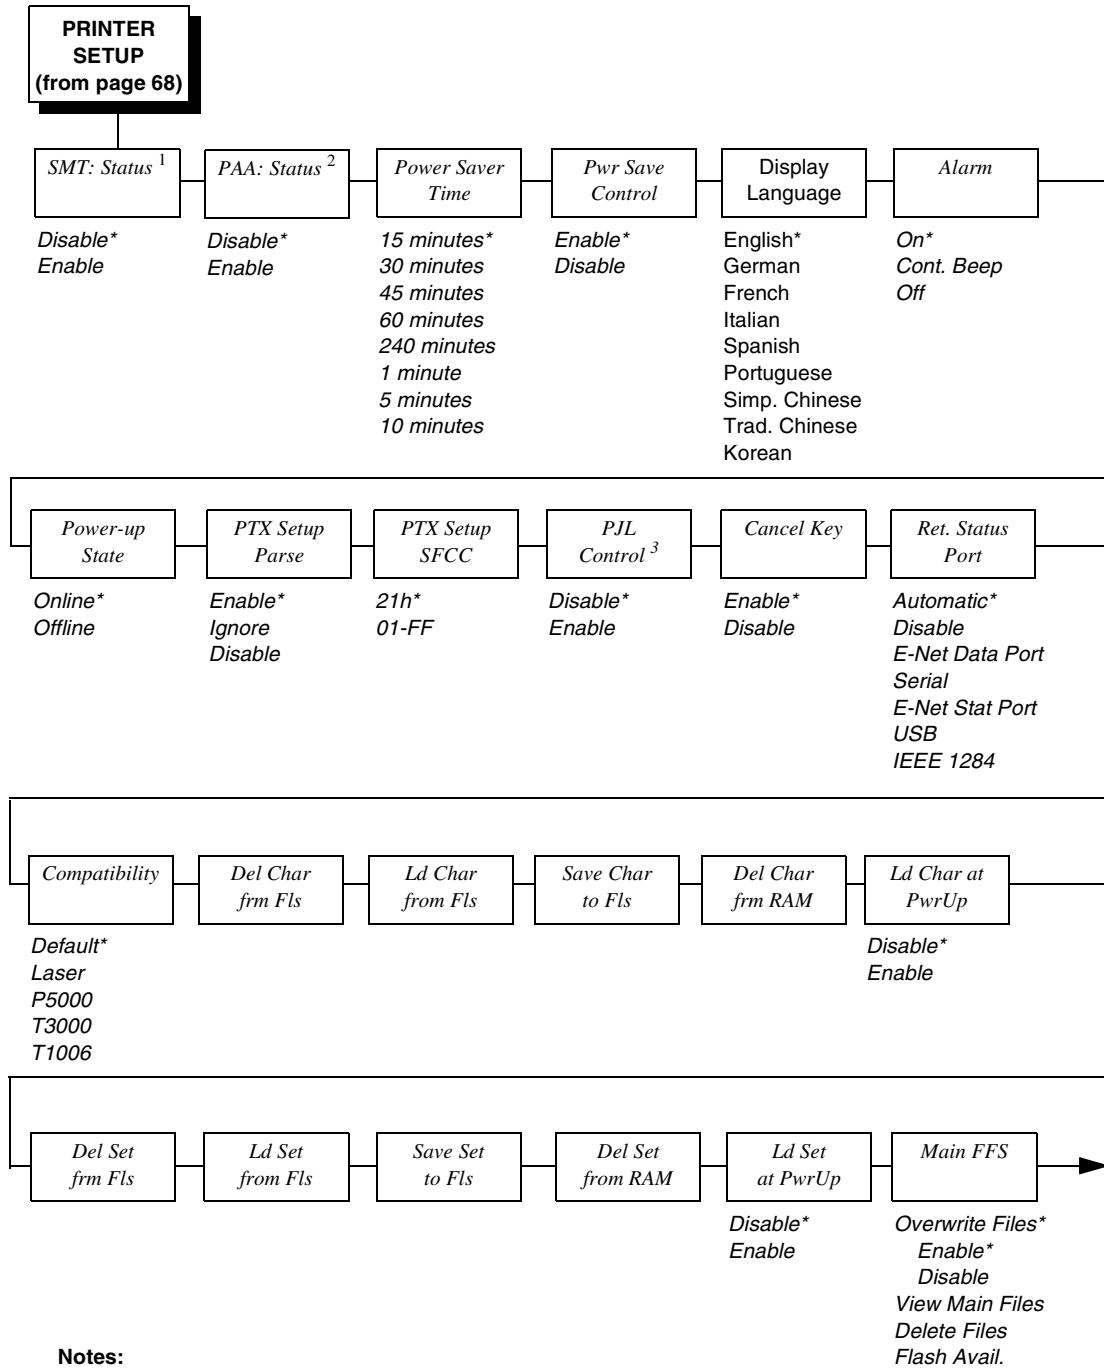 PRINTER
SETUP
(from page 68)
SMT: Status 1
Disable*
Enable
PAA: Status 2
Disable*
Enable
Power Saver
Time
15 minutes*
30 minutes
45 minutes
60 minutes
240 minutes
1 minute
5 minutes
10 minutes
Pwr Save
Control
Enable*
Disable
Display
Language
English*
German
French
Italian
Spanish
Portuguese
Simp. Chinese
Trad. Chinese
Korean
Alarm
On*
Cont. Beep
Off
Power-up
State
Online*
Offline
PTX Setup
Parse
Enable*
Ignore
Disable
PTX Setup
SFCC
21h*
01-FF
PJL
Control 3
Disable*
Enable
Cancel Key
Enable*
Disable
Ret. Status
Port
Automatic*
Disable
E-Net Data Port
Serial
E-Net Stat Port
USB
IEEE 1284
Compatibility
Default*
Laser
P5000
T3000
T1006
Del Char
frm Fls
Ld Char
from Fls
Save Char
to Fls
Del Char
frm RAM
Ld Char at
PwrUp
Disable*
Enable
Del Set
frm Fls
Ld Set
from Fls
Save Set
to Fls
Del Set
from RAM
Ld Set
at PwrUp
Disable*
Enable
Main FFS
Overwrite Files*
Enable*
Disable
View Main Files
Delete Files
Flash Avail.
Notes: